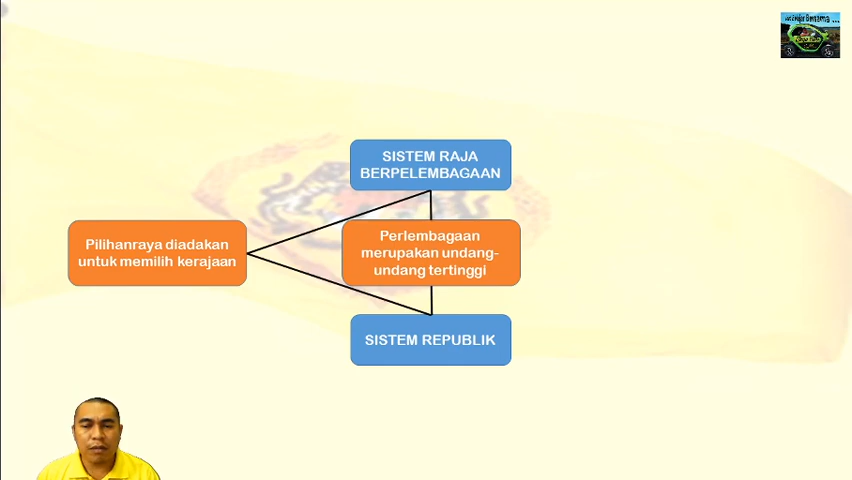 SISTEM RAJA
BERPELEMBAGAAN
Pilihanraya diadakan
untuk memilih kerajaan
Perlembagaan
merupakan undang-
undang tertinggi
SISTEM REPUBLIK